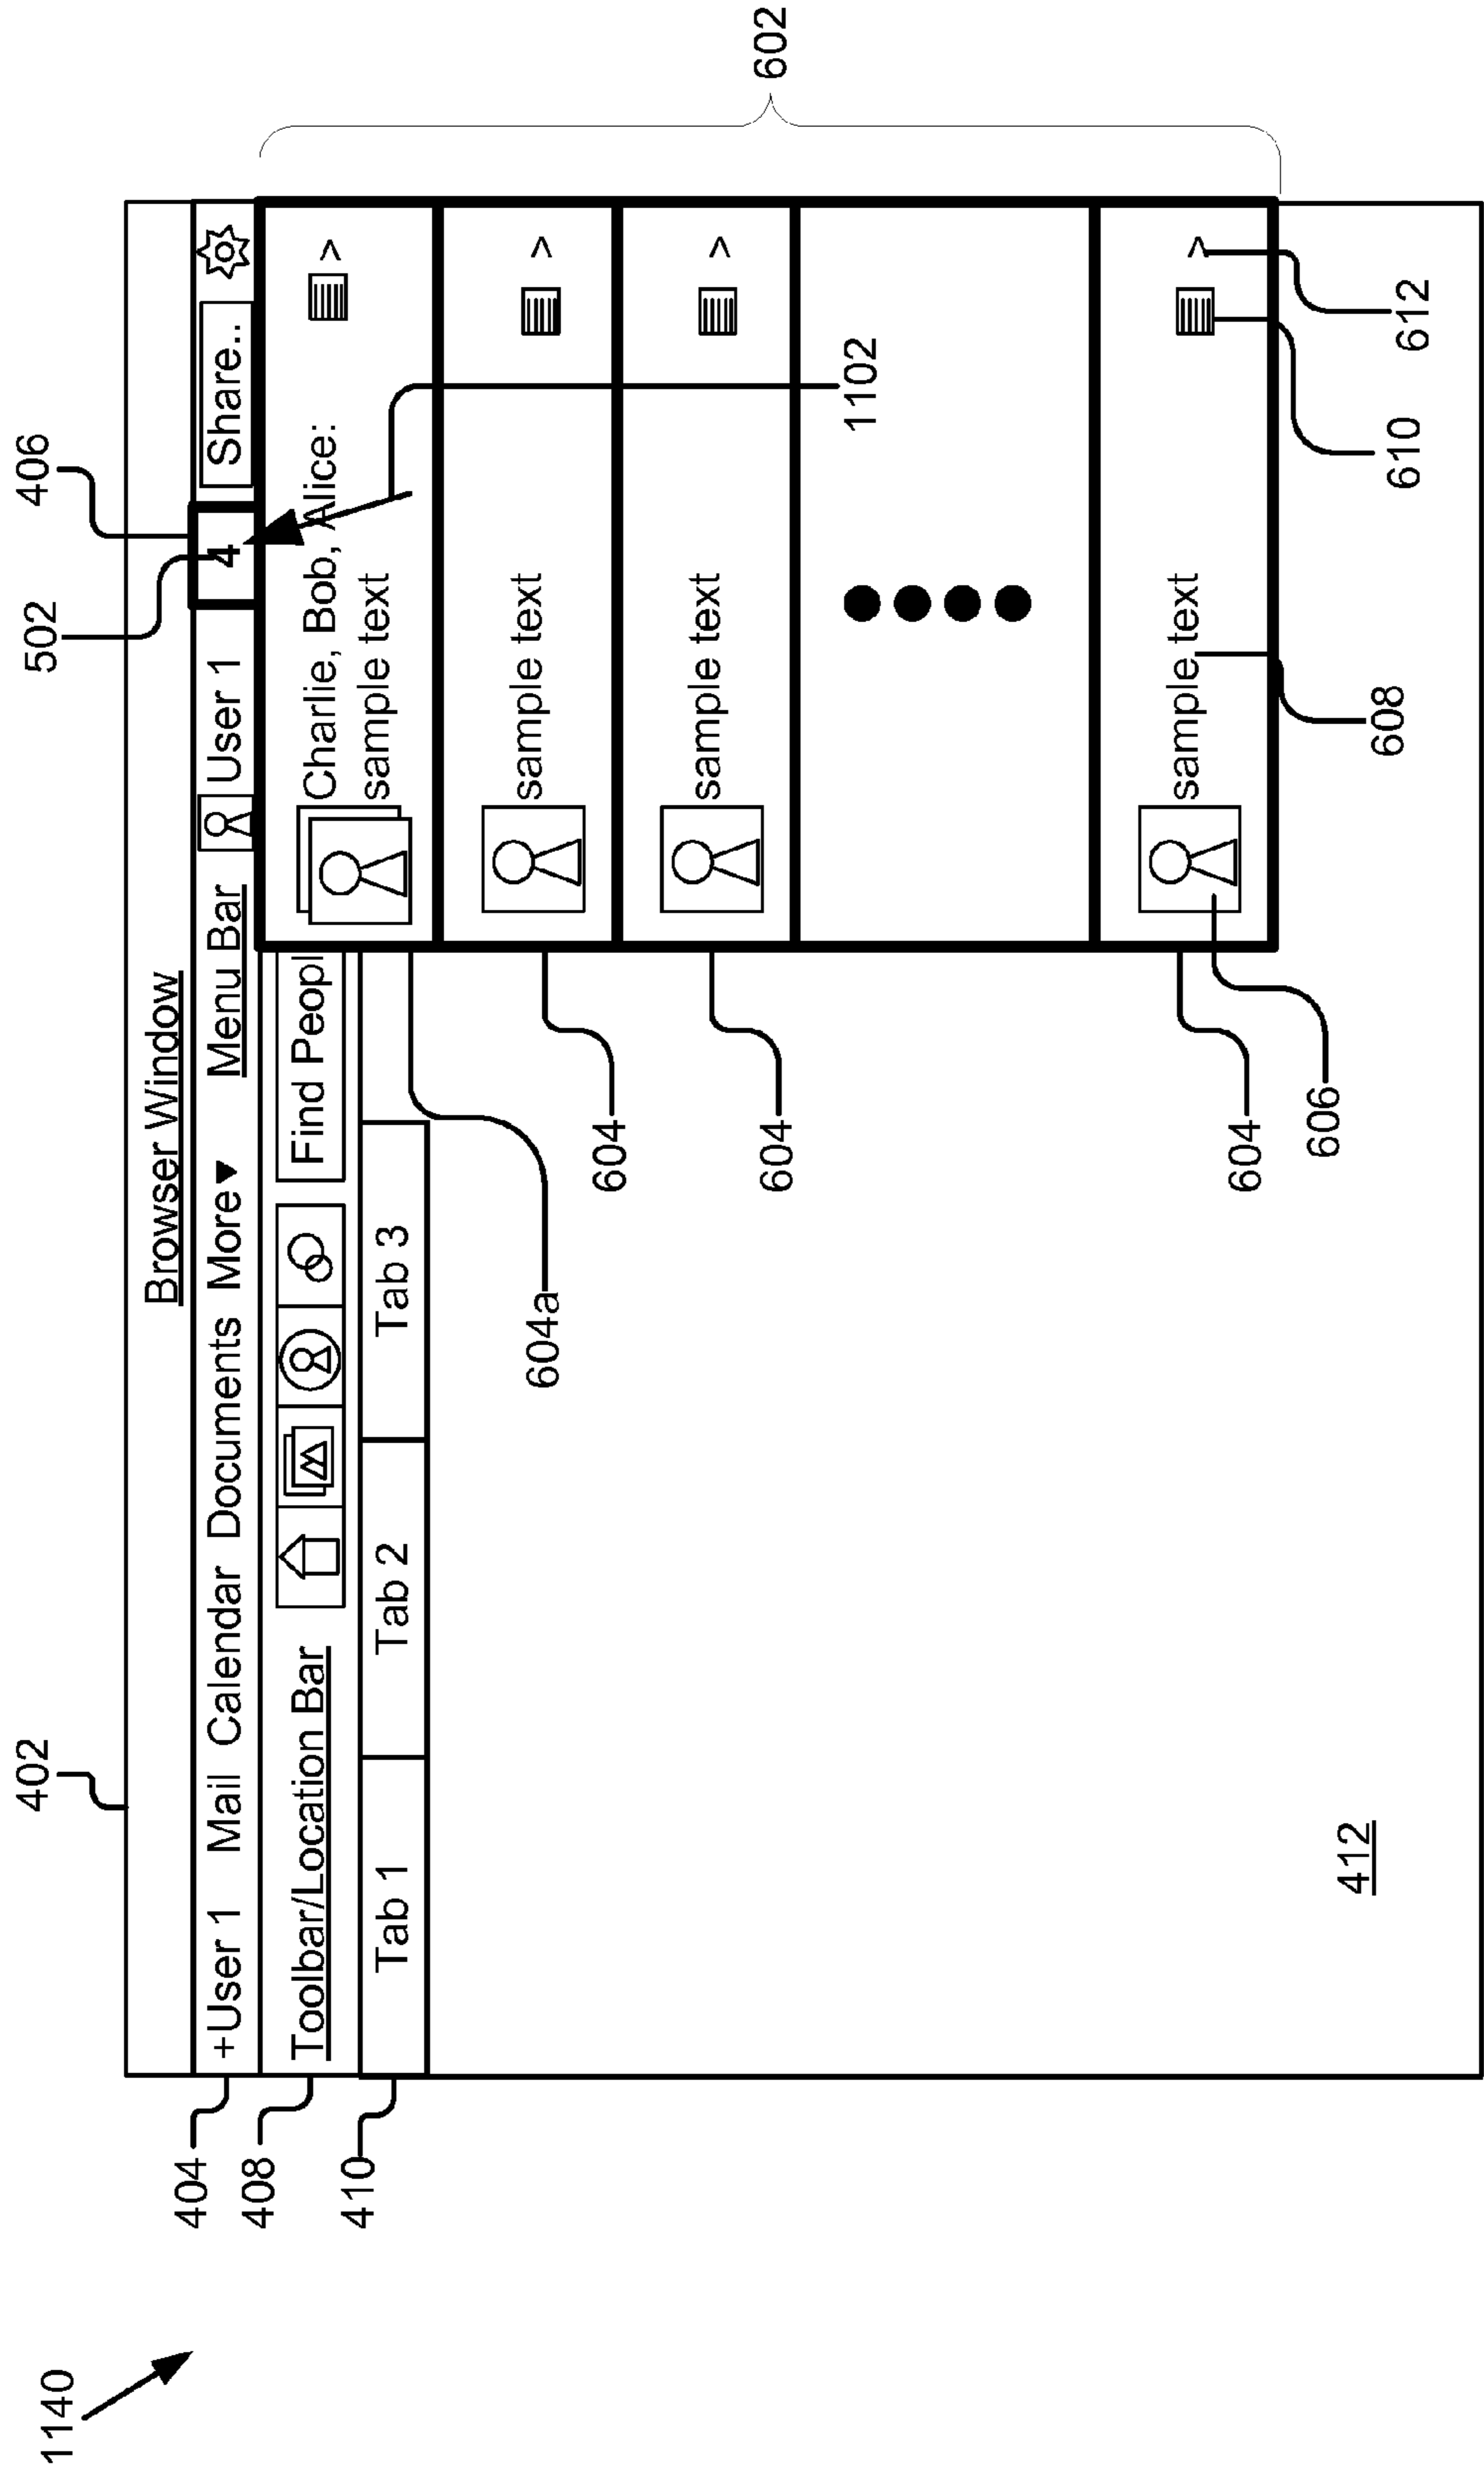 1140
402
502
406
Browser Window
404
+User 1 Mail Calendar Documents More▼ Menu Bar User 1 4 Share..
408
Toolbar/Location Bar Find Peopl
410
Tab 1 Tab 2 Tab 3
Charlie, Bob, Alice:
sample text >
604a
sample text >
604
sample text >
604
1102
602
sample text >
604
606
608
610
612
412